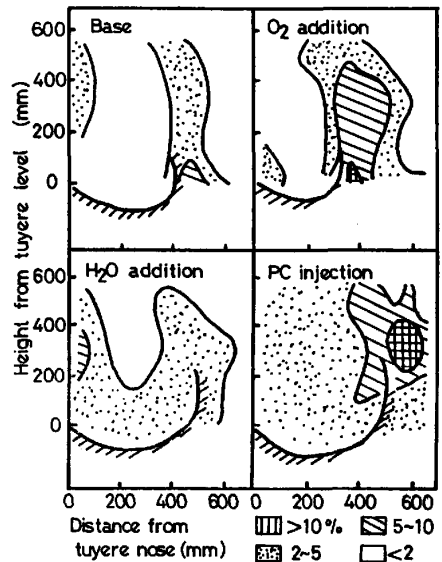 Base
O₂ addition
H₂O addition
PC injection
Height from tuyere level (mm)
600
400
200
0
600
400
200
0
0 200 400 600
0 200 400 600
Distance from
tuyere nose (mm)
>10% 5~10
2~5 <2